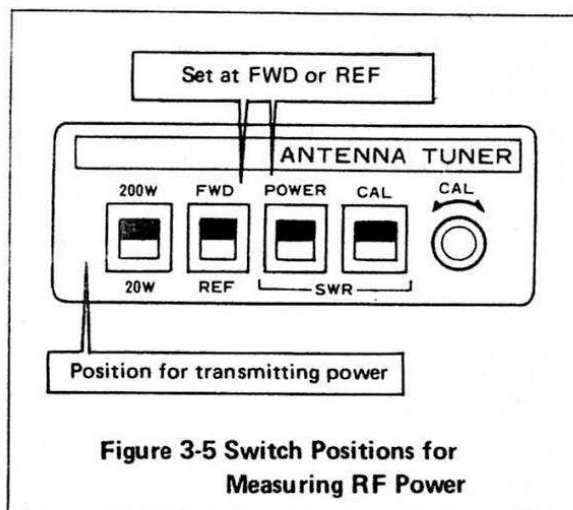 Set at FWD or REF
ANTENNA TUNER
200W FWD POWER CAL CAL
20W REF SWR
Position for transmitting power
Figure 3-5 Switch Positions for
Measuring RF Power